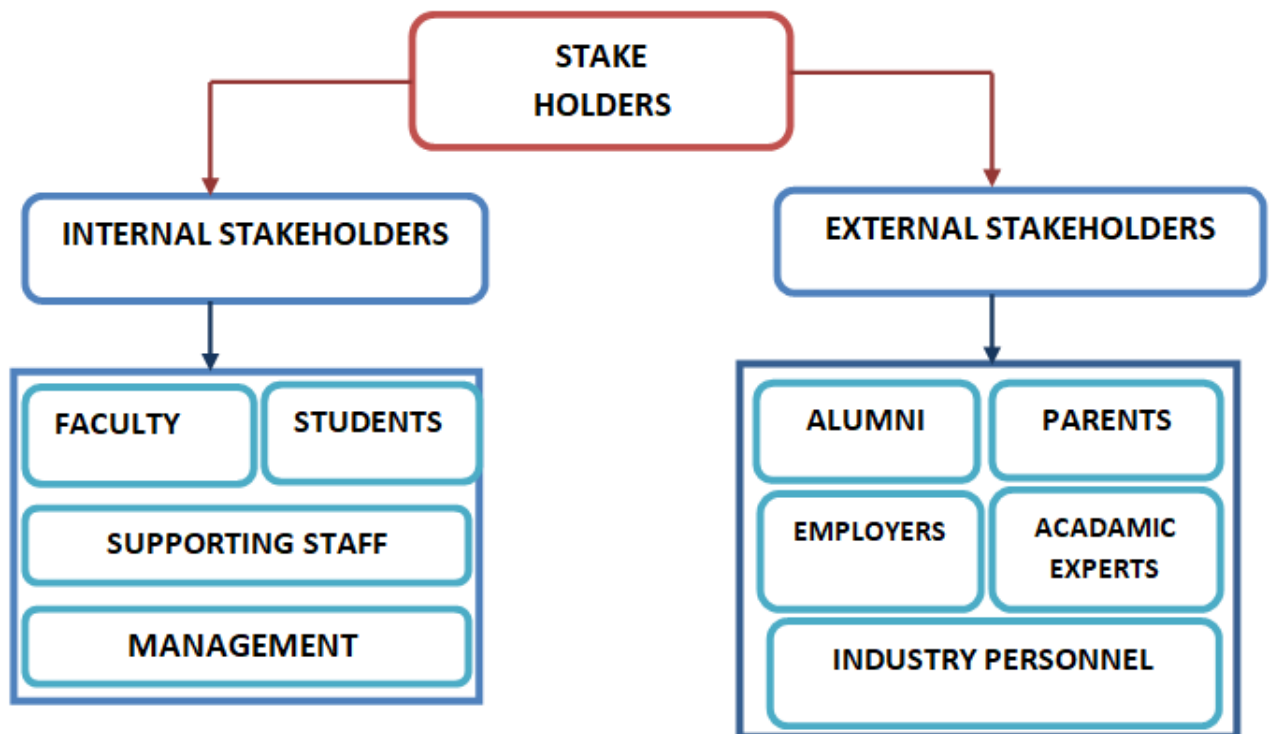 STAKE
HOLDERS
INTERNAL STAKEHOLDERS
EXTERNAL STAKEHOLDERS
FACULTY
STUDENTS
SUPPORTING STAFF
MANAGEMENT
ALUMNI
PARENTS
EMPLOYERS
ACADAMIC
EXPERTS
INDUSTRY PERSONNEL